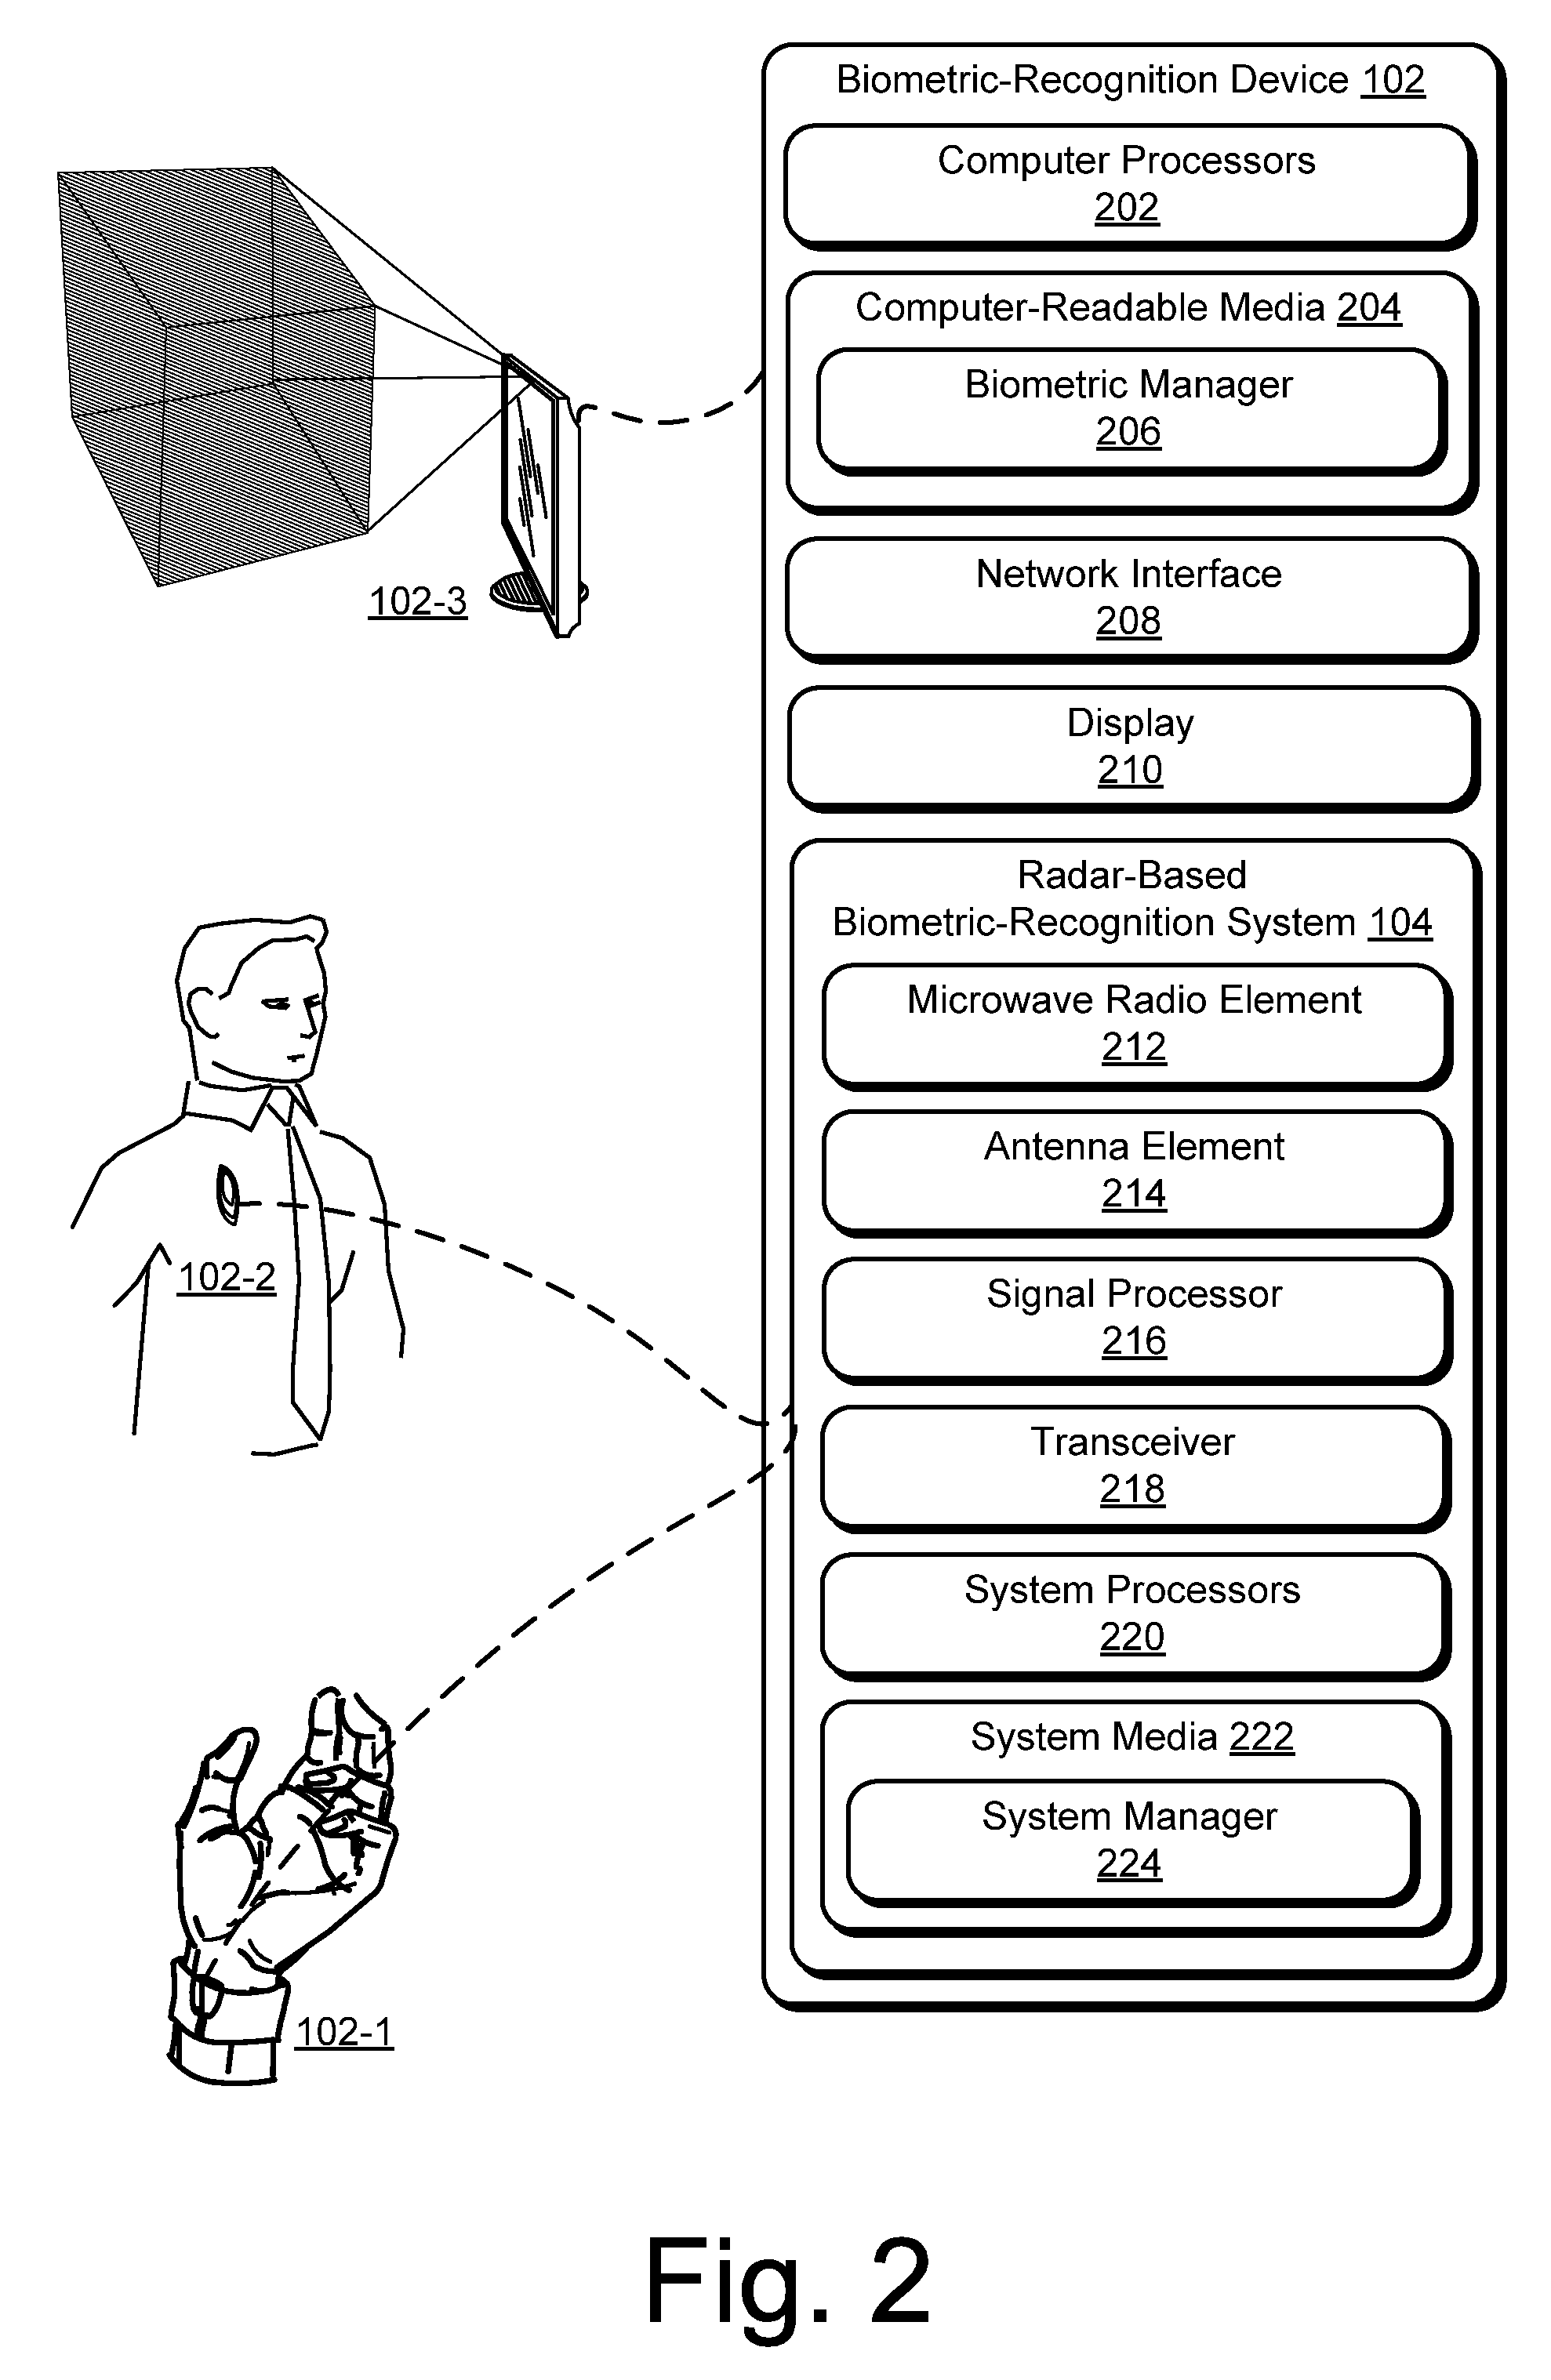 Biometric-Recognition Device 102
Computer Processors
202
Computer-Readable Media 204
Biometric Manager
206
Network Interface
208
Display
210
Radar-Based
Biometric-Recognition System 104
Microwave Radio Element
212
Antenna Element
214
Signal Processor
216
Transceiver
218
System Processors
220
System Media 222
System Manager
224
102-3
102-2
102-1
Fig. 2